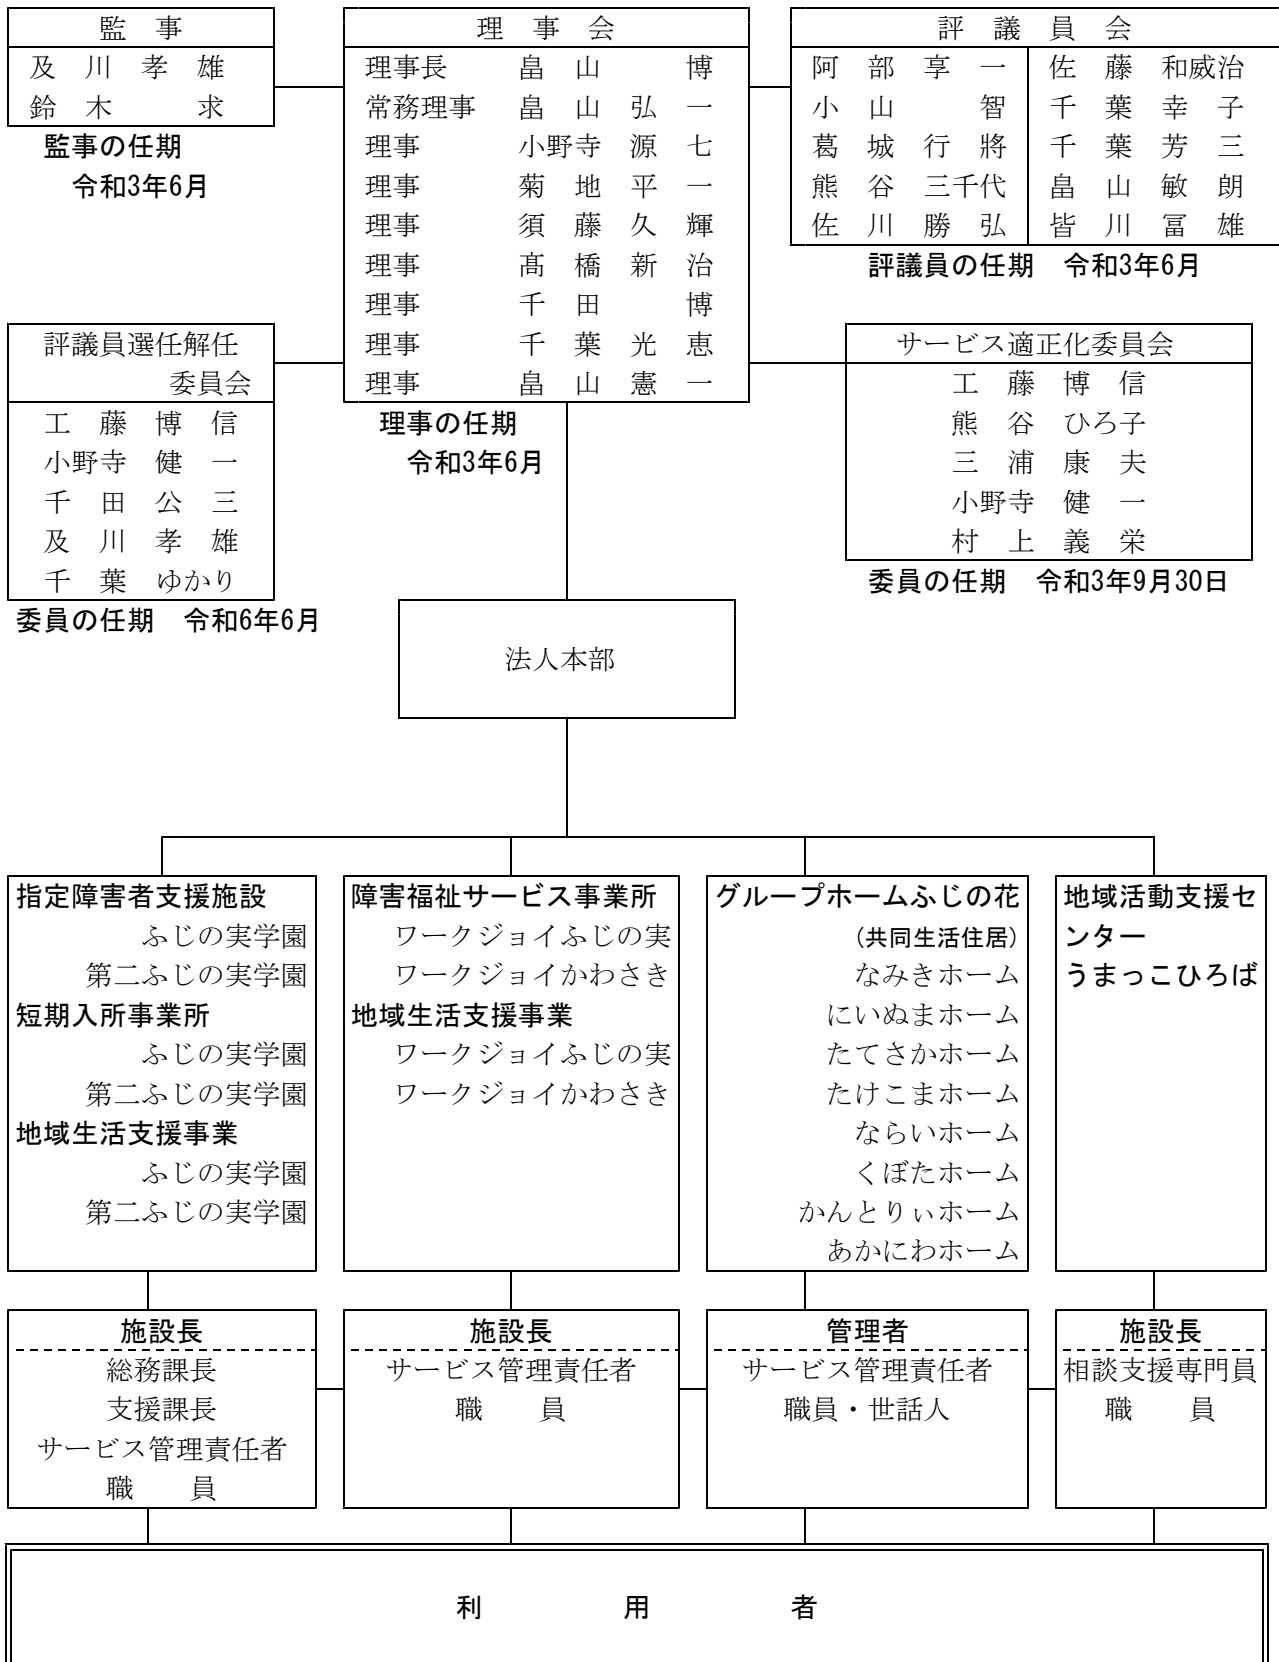 監　事
及　川　孝　雄
鈴　木　　　求
監事の任期
令和3年6月
理　事　会
理事長　畠　山　　　博
常務理事　畠　山　弘　一
理事　小野寺　源　七
理事　菊　地　平　一
理事　須　藤　久　輝
理事　髙　橋　新　治
理事　千　田　　　博
理事　千　葉　光　恵
理事　畠　山　憲　一
理事の任期
令和3年6月
評　議　員　会
阿　部　享　一　佐　藤　和威治
小　山　　　智　千　葉　幸　子
葛　城　行　將　千　葉　芳　三
熊　谷　三千代　畠　山　敏　朗
佐　川　勝　弘　皆　川　冨　雄
評議員の任期　令和3年6月
評議員選任解任
委員会
工　藤　博　信
小野寺　健　一
千　田　公　三
及　川　孝　雄
千　葉　ゆかり
委員の任期　令和6年6月
サービス適正化委員会
工　藤　博　信
熊　谷　ひろ子
三　浦　康　夫
小野寺　健　一
村　上　義　栄
委員の任期　令和3年9月30日
法人本部
指定障害者支援施設
ふじの実学園
第二ふじの実学園
短期入所事業所
ふじの実学園
第二ふじの実学園
地域生活支援事業
ふじの実学園
第二ふじの実学園
障害福祉サービス事業所
ワークジョイふじの実
ワークジョイかわさき
地域生活支援事業
ワークジョイふじの実
ワークジョイかわさき
グループホームふじの花
(共同生活住居)
なみきホーム
にいぬまホーム
たてさかホーム
たけこまホーム
ならいホーム
くぼたホーム
かんとりぃホーム
あかにわホーム
地域活動支援セ
ンター
うまっこひろば
施設長
総務課長
支援課長
サービス管理責任者
職　　員
施設長
サービス管理責任者
職　　員
管理者
サービス管理責任者
職員・世話人
施設長
相談支援専門員
職　　員
利　　用　　者